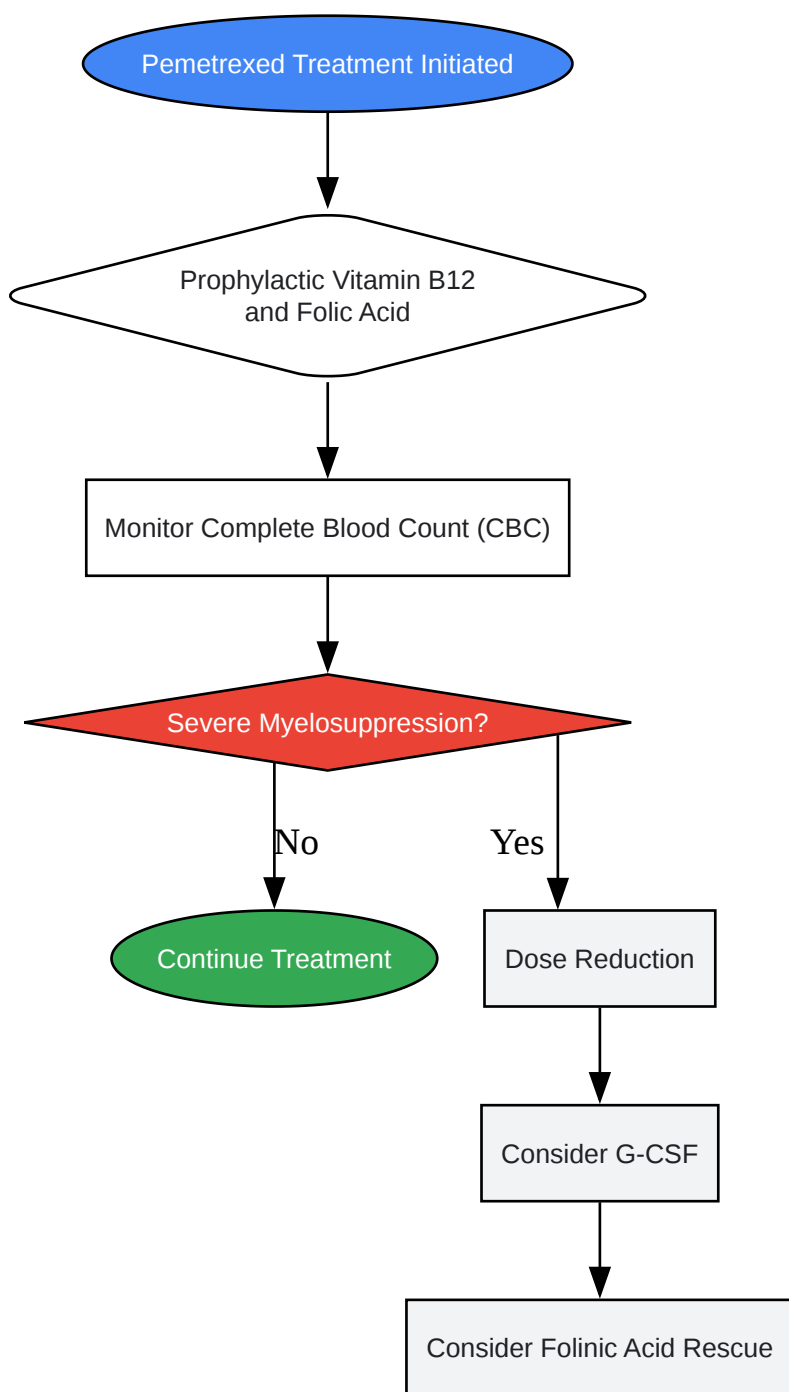 Pemetrexed Treatment Initiated
Prophylactic Vitamin B12
and Folic Acid
Monitor Complete Blood Count (CBC)
Severe Myelosuppression?
No
Yes
Continue Treatment
Dose Reduction
Consider G-CSF
Consider Folinic Acid Rescue